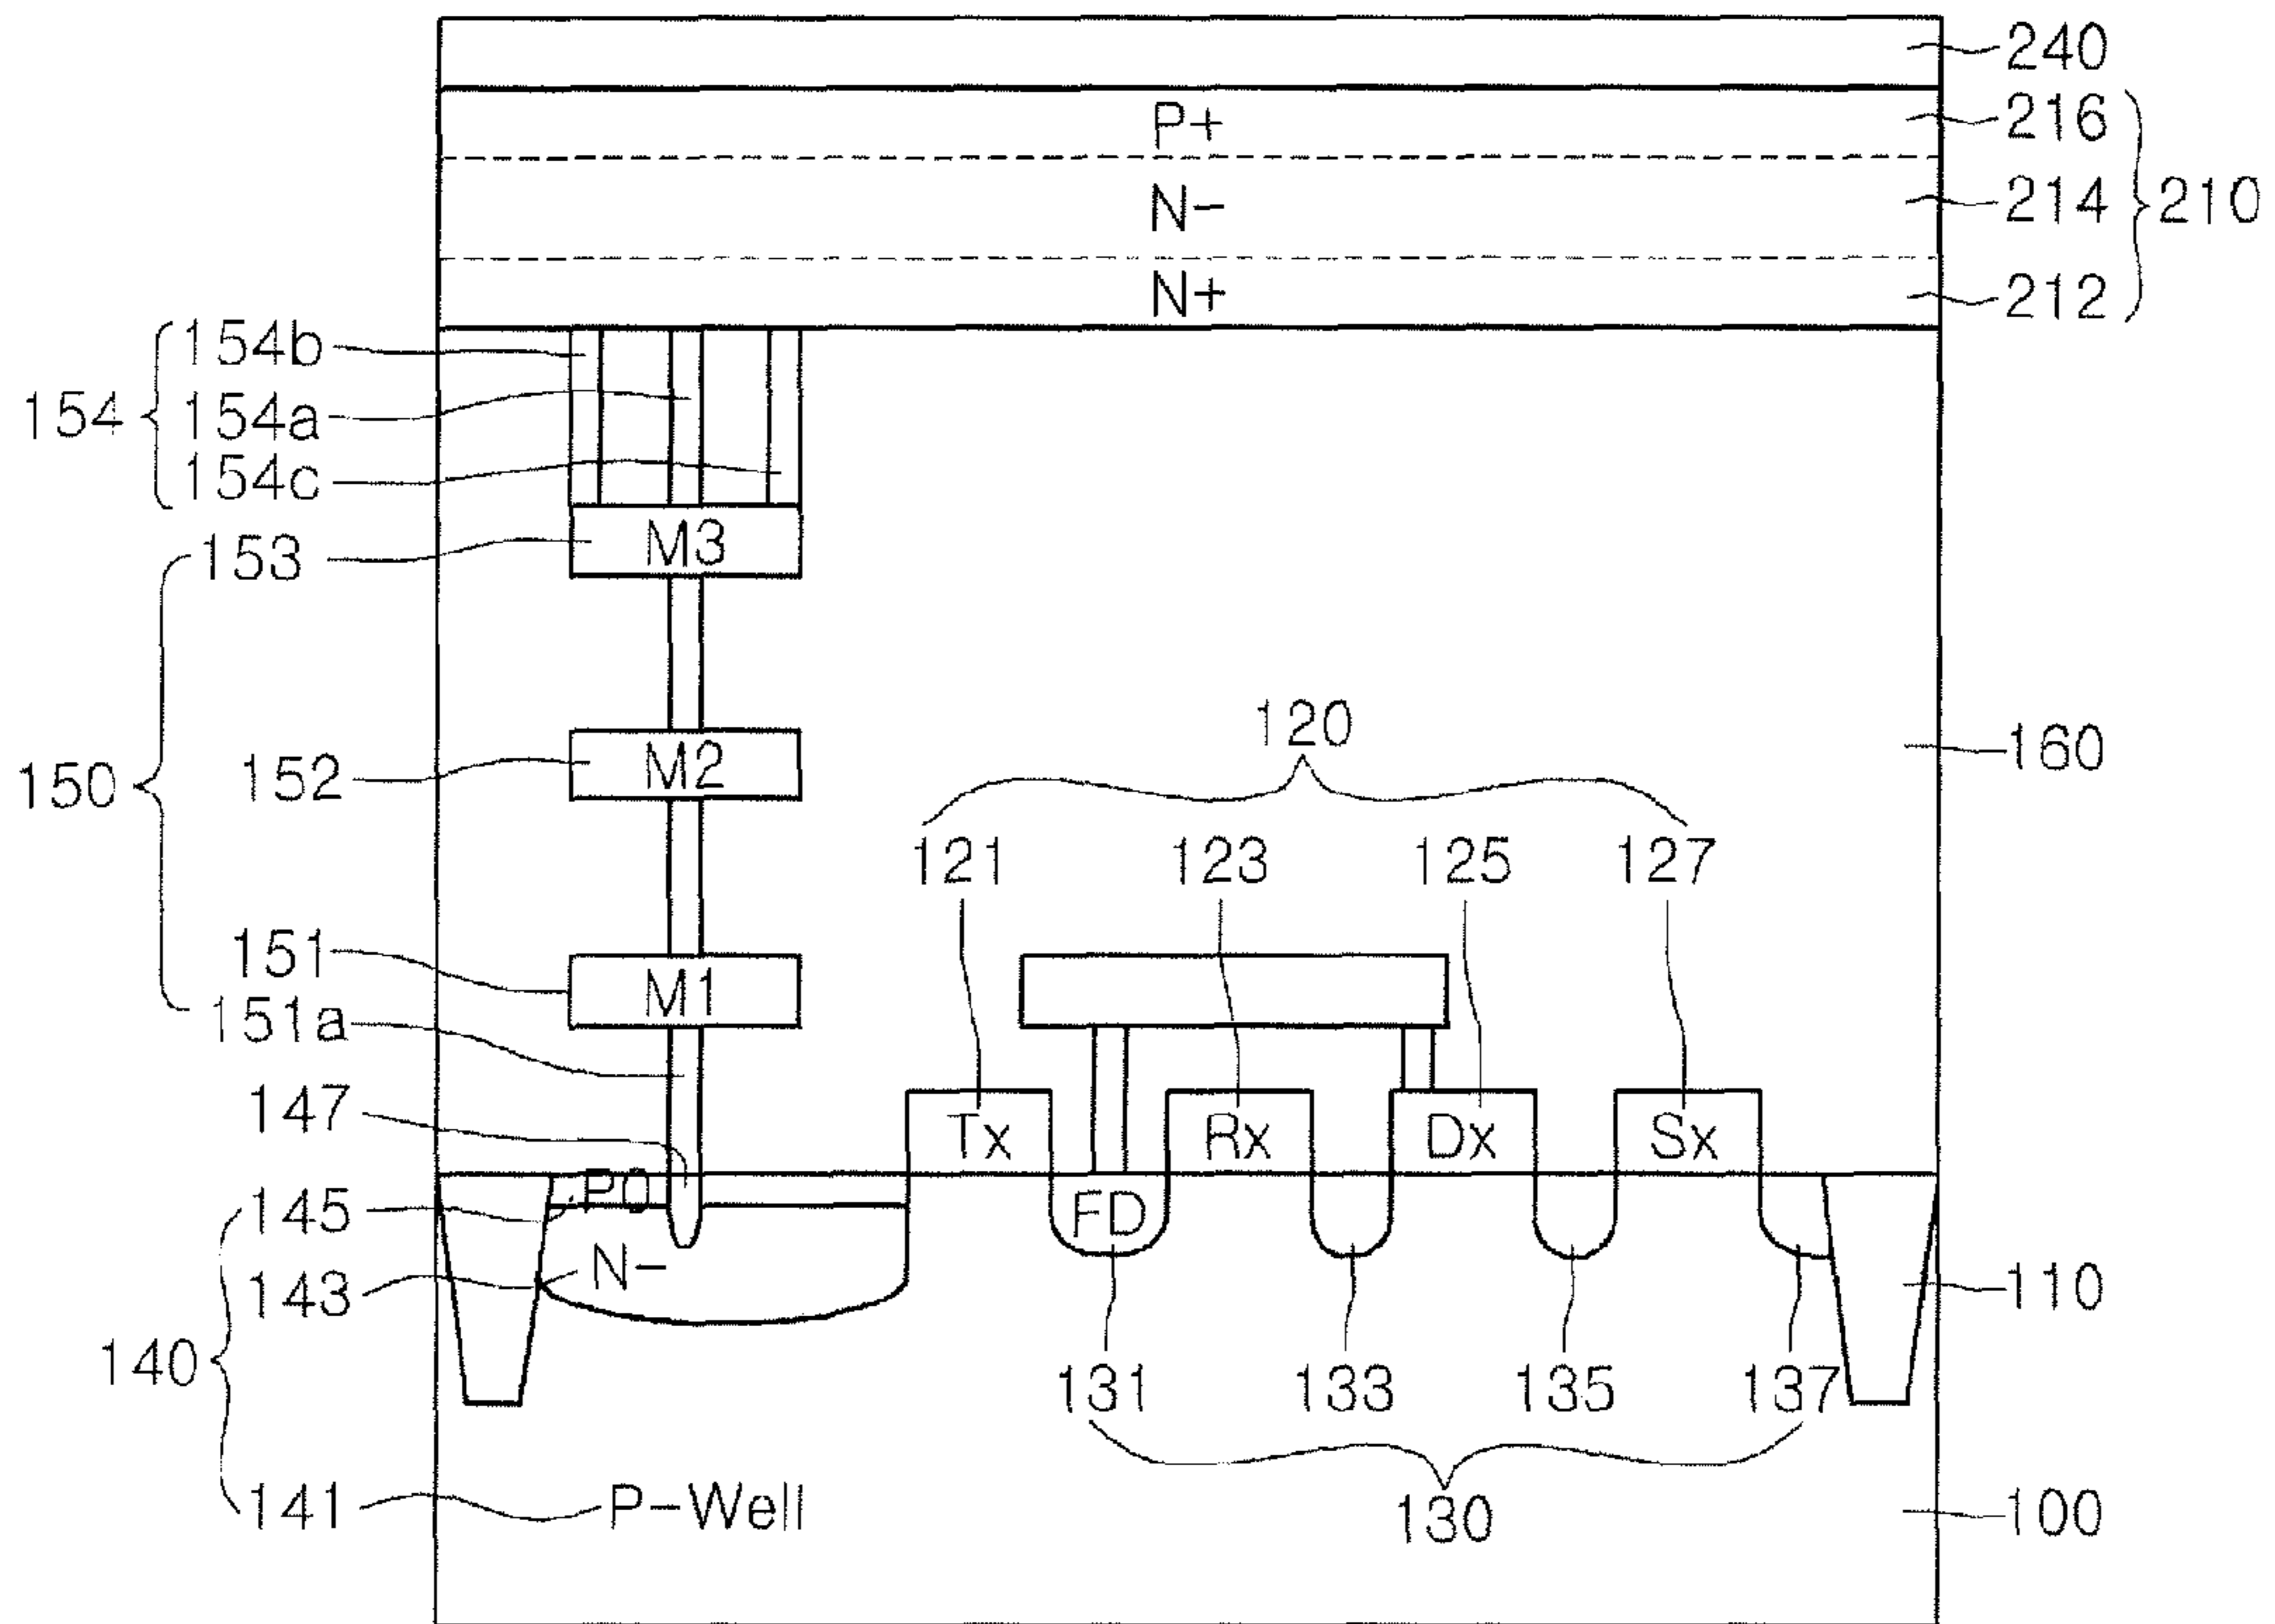 240
P+
216
N-
214
210
N+
212
154b
154
154a
154c
153
M3
120
160
150
152
M2
121
123
125
127
151
M1
151a
147
Tx
Rx
Dx
Sx
145
P0
FD
143
N-
110
140
131
133
135
137
141
P-Well
130
100